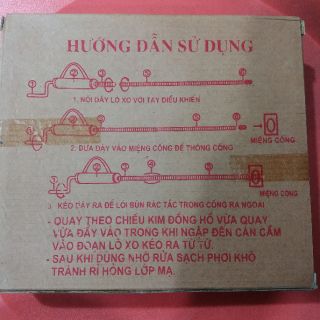 HƯỚNG DẪN SỬ DỤNG
1. NỐI DÂY LÒ XO VỚI TAY ĐIỀU KHIỂN
MIỆNG CỐNG
2. ĐƯA DÂY VÀO MIỆNG CỐNG ĐỂ THÔNG CỐNG
MIỆNG CỐNG
3. KÉO DÂY RA ĐỂ LÔI BÙN RÁC TẮC TRONG CỐNG RA NGOÀI
- QUAY THEO CHIỀU KIM ĐỒNG HỒ VỪA QUAY
VỪA ĐẨY VÀO TRONG KHI NGẬP ĐẾN CÁN CẦM
VÀO ĐOẠN LÒ XO KÉO RA TỪ TỪ.
- SAU KHI DÙNG NHỚ RỬA SẠCH PHƠI KHÔ
TRÁNH RỈ HỎNG LỚP MẠ.